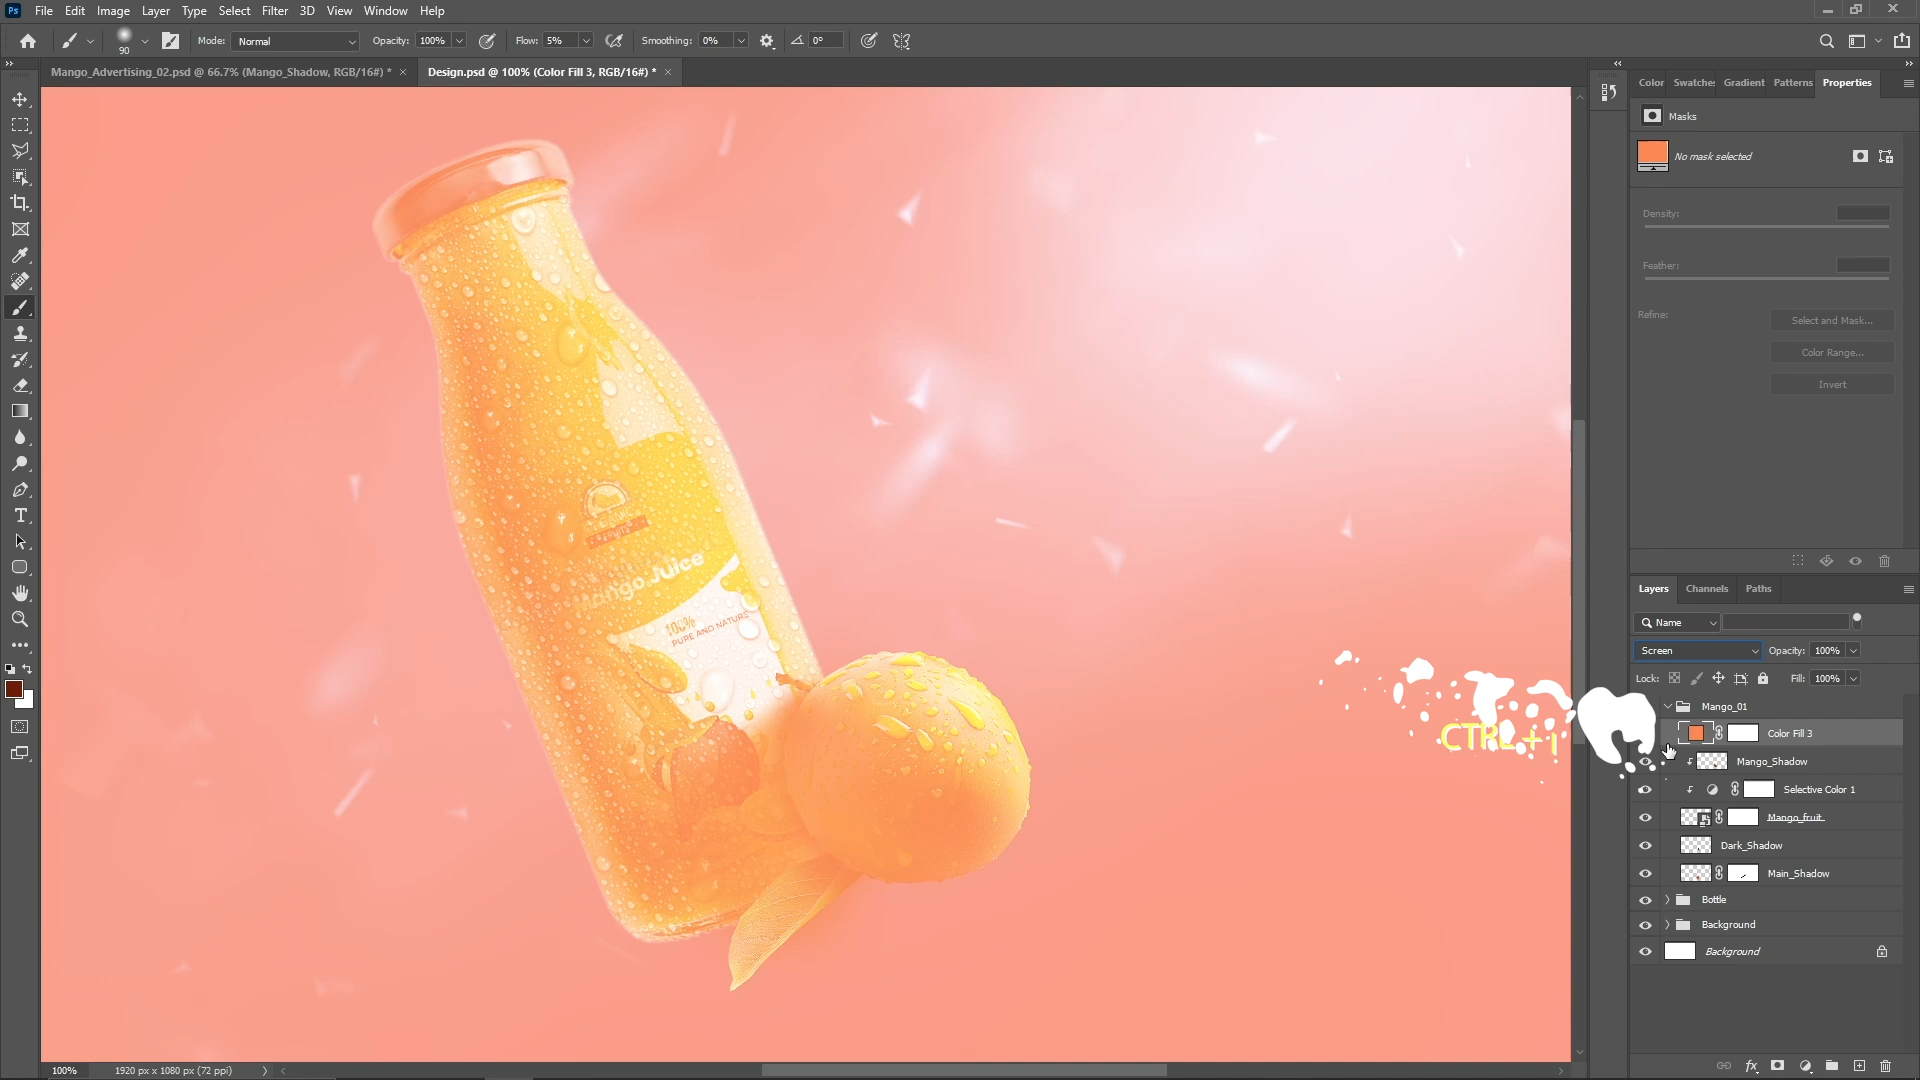 Ps File Edit Image Layer Type Select Filter 3D View Window Help
90 Mode: Normal Opacity: 100% Flow: 5% Smoothing: 0% 0°
Mango_Advertising_02.psd @ 66.7% (Mango_Shadow, RGB/16#) * × Design.psd @ 100% (Color Fill 3, RGB/16#) * ×
Color Swatches Gradient Patterns Properties
Masks
No mask selected
Density:
Feather:
Refine: Select and Mask...
Color Range...
Invert
Mango Juice
100%
PURE AND NATURE
Layers Channels Paths
Name
Screen Opacity: 100%
Lock: Fill: 100%
Mango_01
CTRL + i
Color Fill 3
Mango_Shadow
Selective Color 1
Mango_fruit
Dark_Shadow
Main_Shadow
Bottle
Background
Background
fx
100% 1920 px x 1080 px (72 ppi)